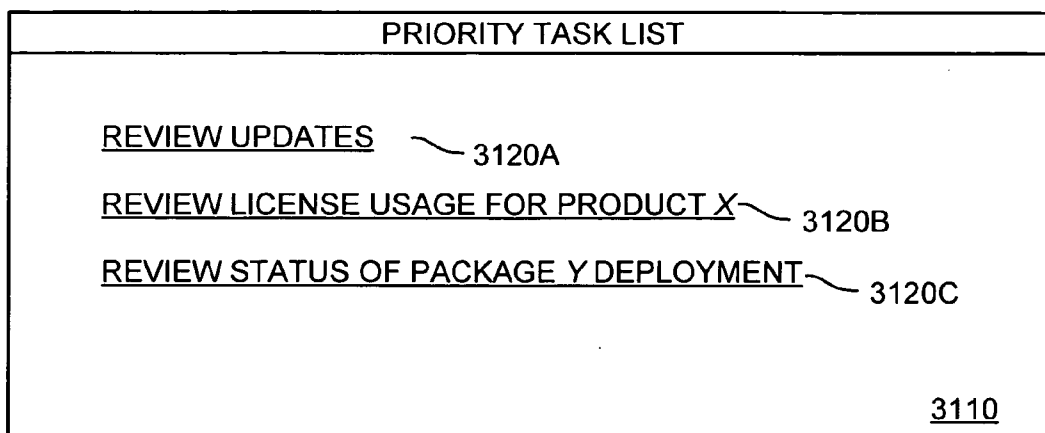 PRIORITY TASK LIST
REVIEW UPDATES 3120A
REVIEW LICENSE USAGE FOR PRODUCT X 3120B
REVIEW STATUS OF PACKAGE Y DEPLOYMENT 3120C
3110